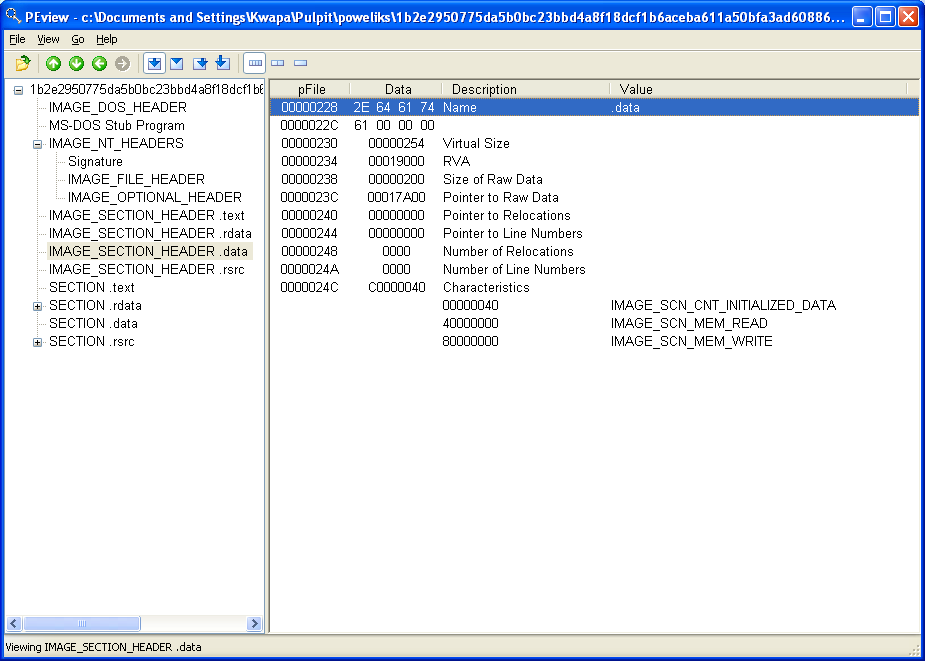 PEview - c:\Documents and Settings\Kwapa\Pulpit\poweliks\1b2e2950775da5b0bc23bbd4a8f18dcf1b6aceba611a50bfa3ad60886...
File View Go Help
1b2e2950775da5b0bc23bbd4a8f18dcf1b6
IMAGE_DOS_HEADER
MS-DOS Stub Program
IMAGE_NT_HEADERS
Signature
IMAGE_FILE_HEADER
IMAGE_OPTIONAL_HEADER
IMAGE_SECTION_HEADER .text
IMAGE_SECTION_HEADER .rdata
IMAGE_SECTION_HEADER .data
IMAGE_SECTION_HEADER .rsrc
SECTION .text
SECTION .rdata
SECTION .data
SECTION .rsrc
pFile Data Description Value
00000228 2E 64 61 74 Name .data
0000022C 61 00 00 00
00000230 00000254 Virtual Size
00000234 00019000 RVA
00000238 00000200 Size of Raw Data
0000023C 00017A00 Pointer to Raw Data
00000240 00000000 Pointer to Relocations
00000244 00000000 Pointer to Line Numbers
00000248 0000 Number of Relocations
0000024A 0000 Number of Line Numbers
0000024C C0000040 Characteristics
00000040 IMAGE_SCN_CNT_INITIALIZED_DATA
40000000 IMAGE_SCN_MEM_READ
80000000 IMAGE_SCN_MEM_WRITE
Viewing IMAGE_SECTION_HEADER .data